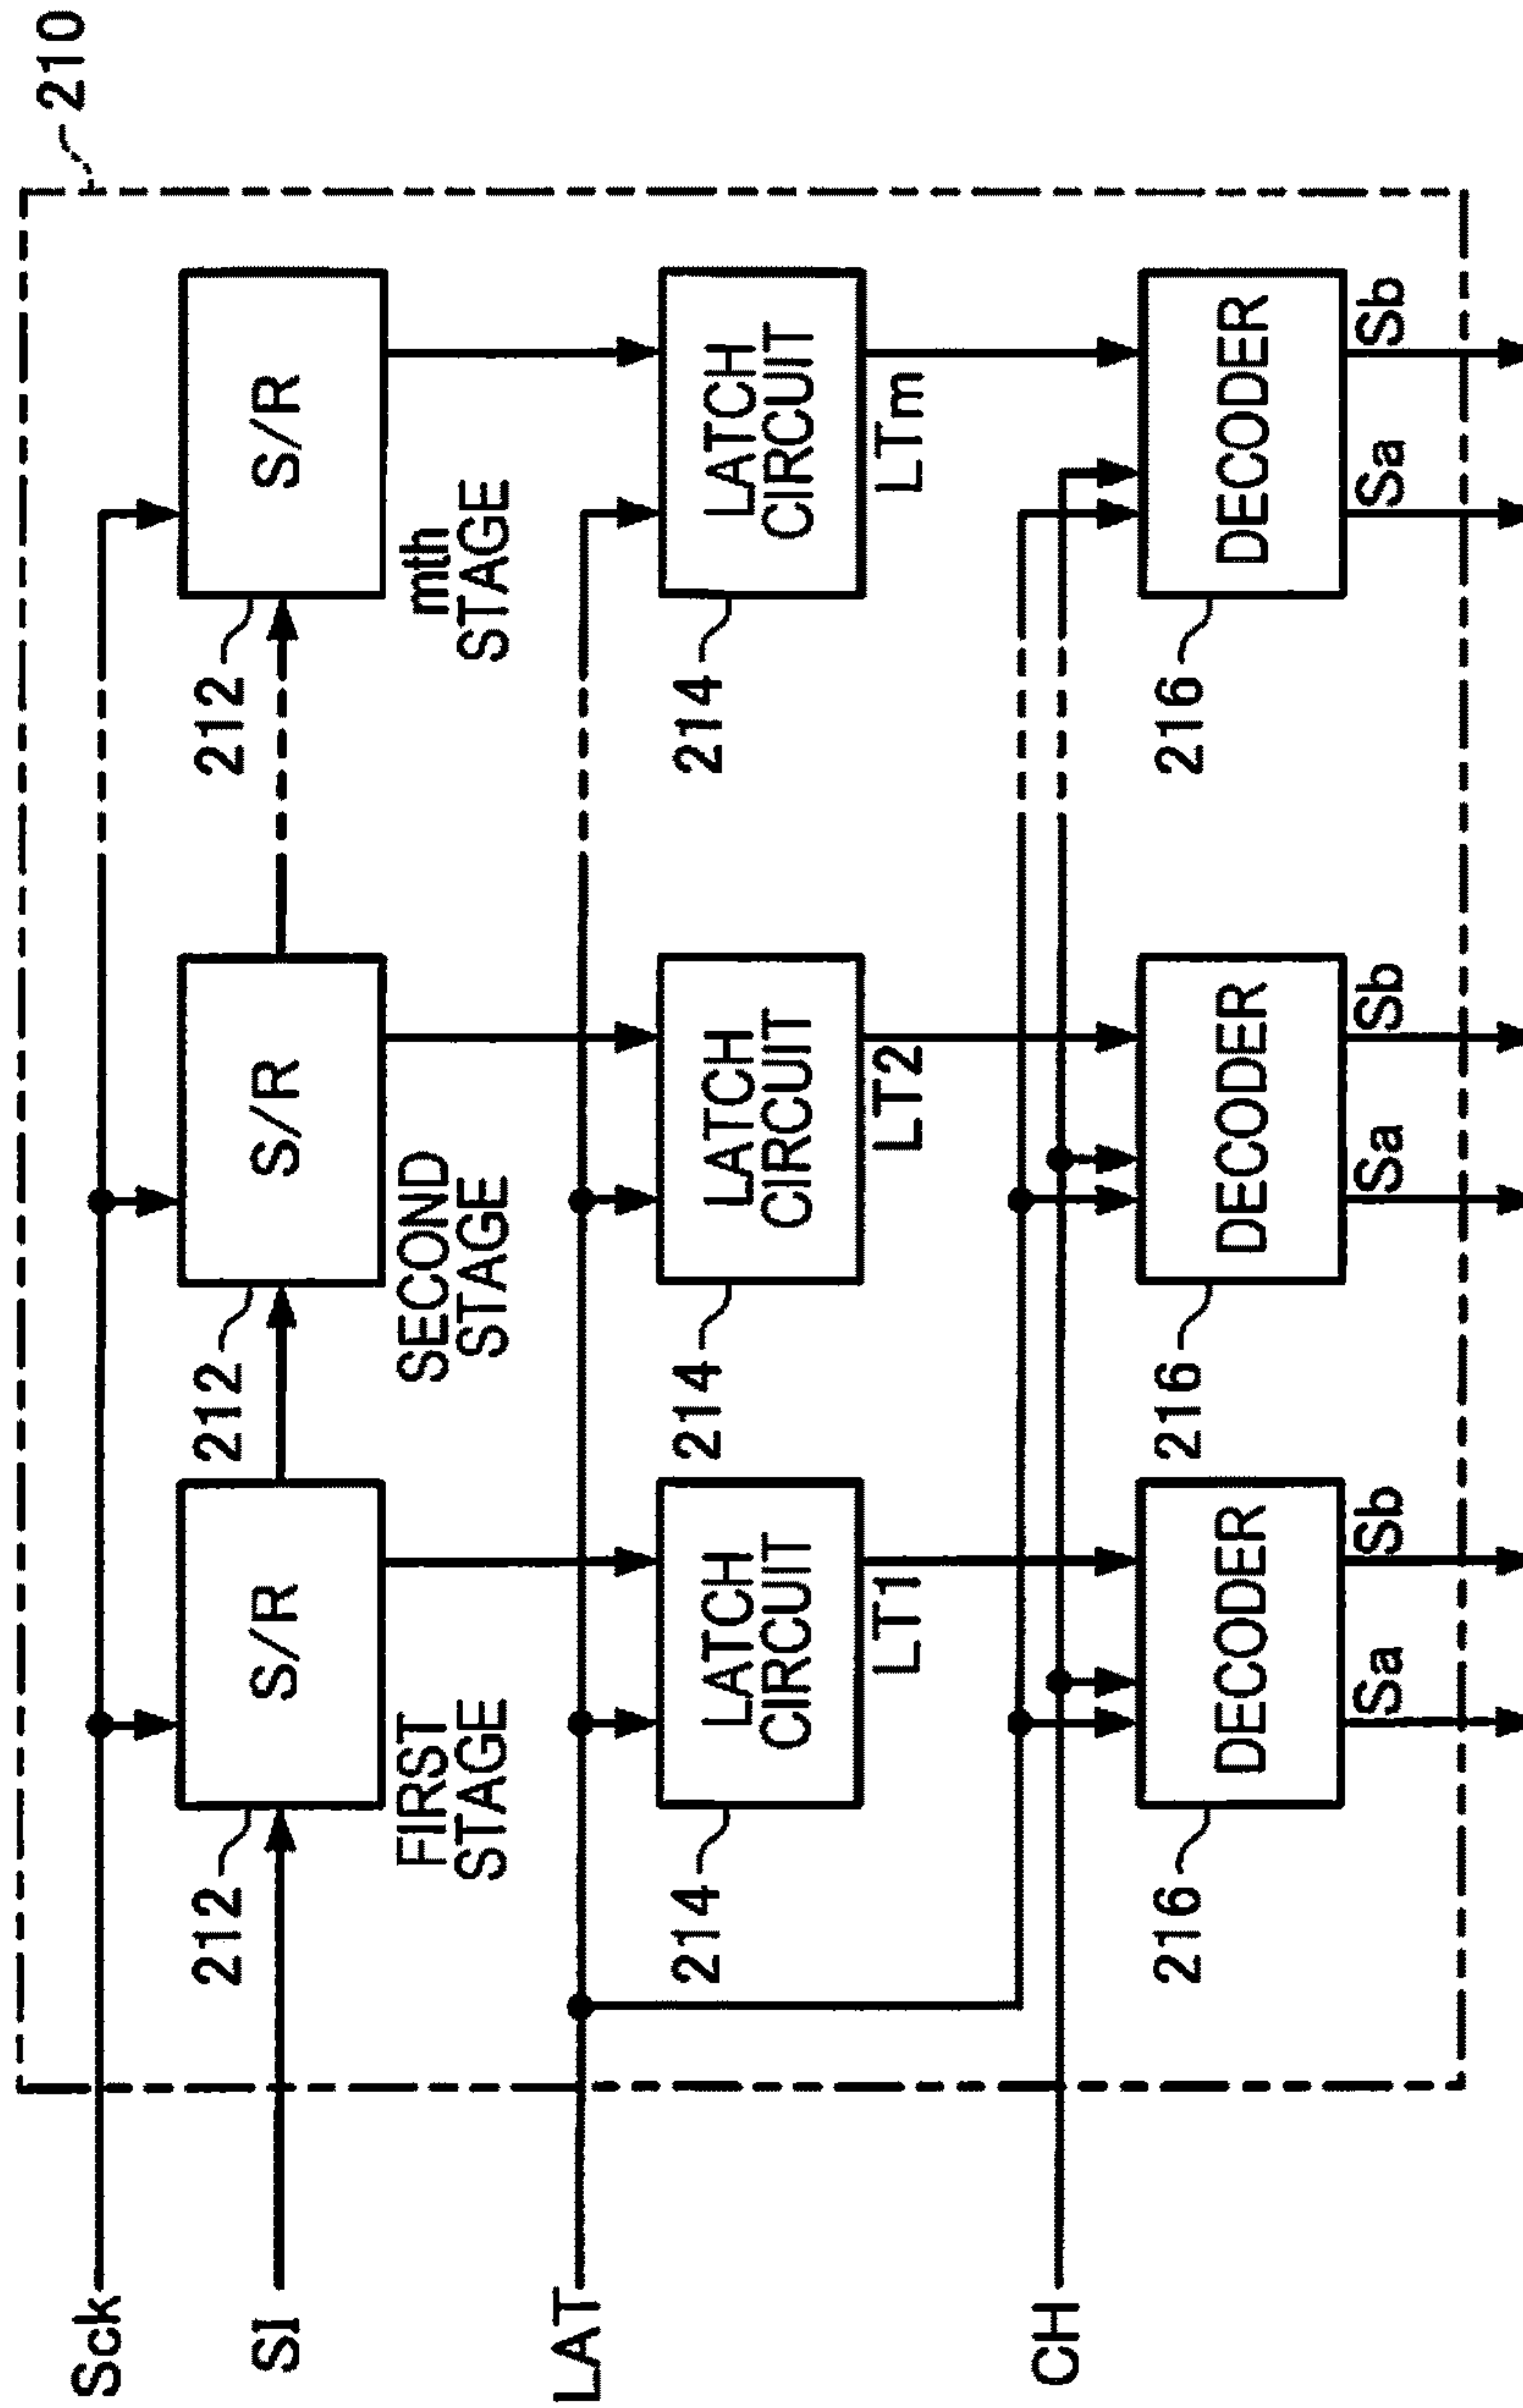 210
Sck
SI
212
S/R
FIRST
STAGE
212
S/R
SECOND
STAGE
212
S/R
mth
STAGE
LAT
214
LATCH
CIRCUIT
LT1
214
LATCH
CIRCUIT
LT2
214
LATCH
CIRCUIT
LTm
CH
216
DECODER
Sa
Sb
216
DECODER
Sa
Sb
216
DECODER
Sa
Sb